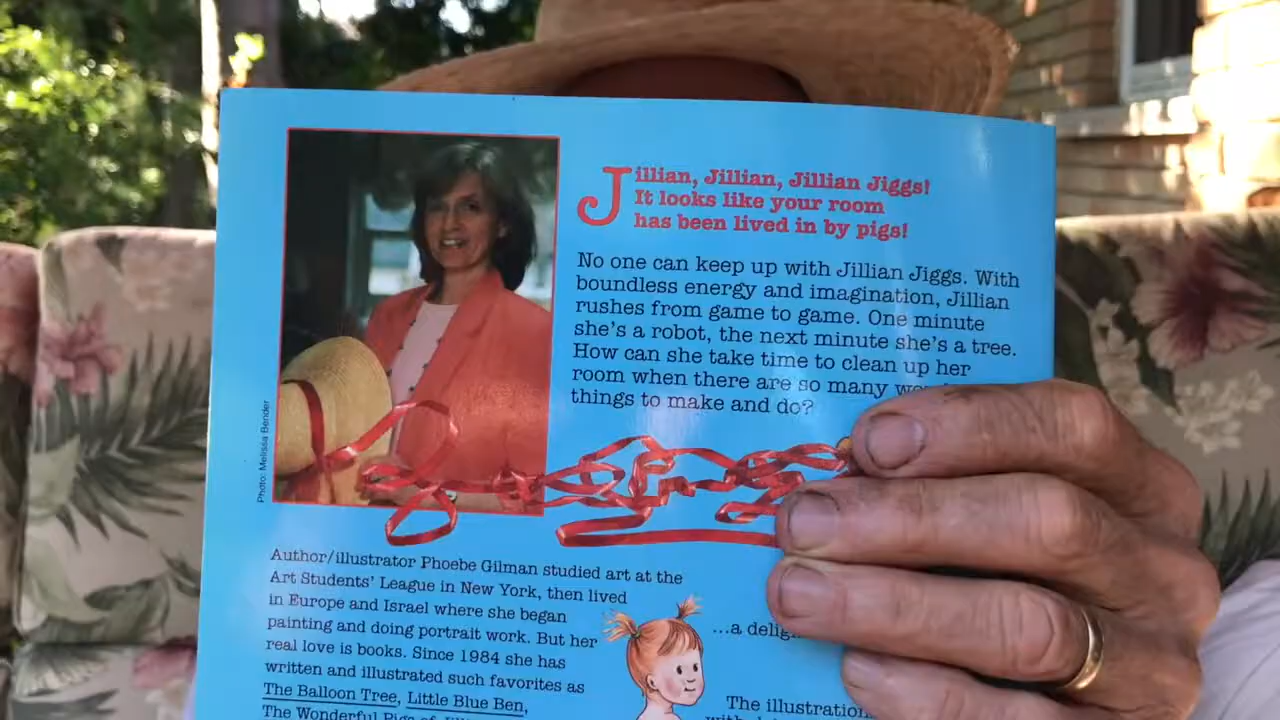 Jillian, Jillian, Jillian Jiggs!
It looks like your room
has been lived in by pigs!
No one can keep up with Jillian Jiggs. With
boundless energy and imagination, Jillian
rushes from game to game. One minute
she's a robot, the next minute she's a tree.
How can she take time to clean up her
room when there are so many
things to make and do?
Photo: Melissa Bender
Author/illustrator Phoebe Gilman studied art at the
Art Students' League in New York, then lived
in Europe and Israel where she began
painting and doing portrait work. But her
real love is books. Since 1984 she has
written and illustrated such favorites as
The Balloon Tree, Little Blue Ben,
The Wonderful Pigs of
...a
The